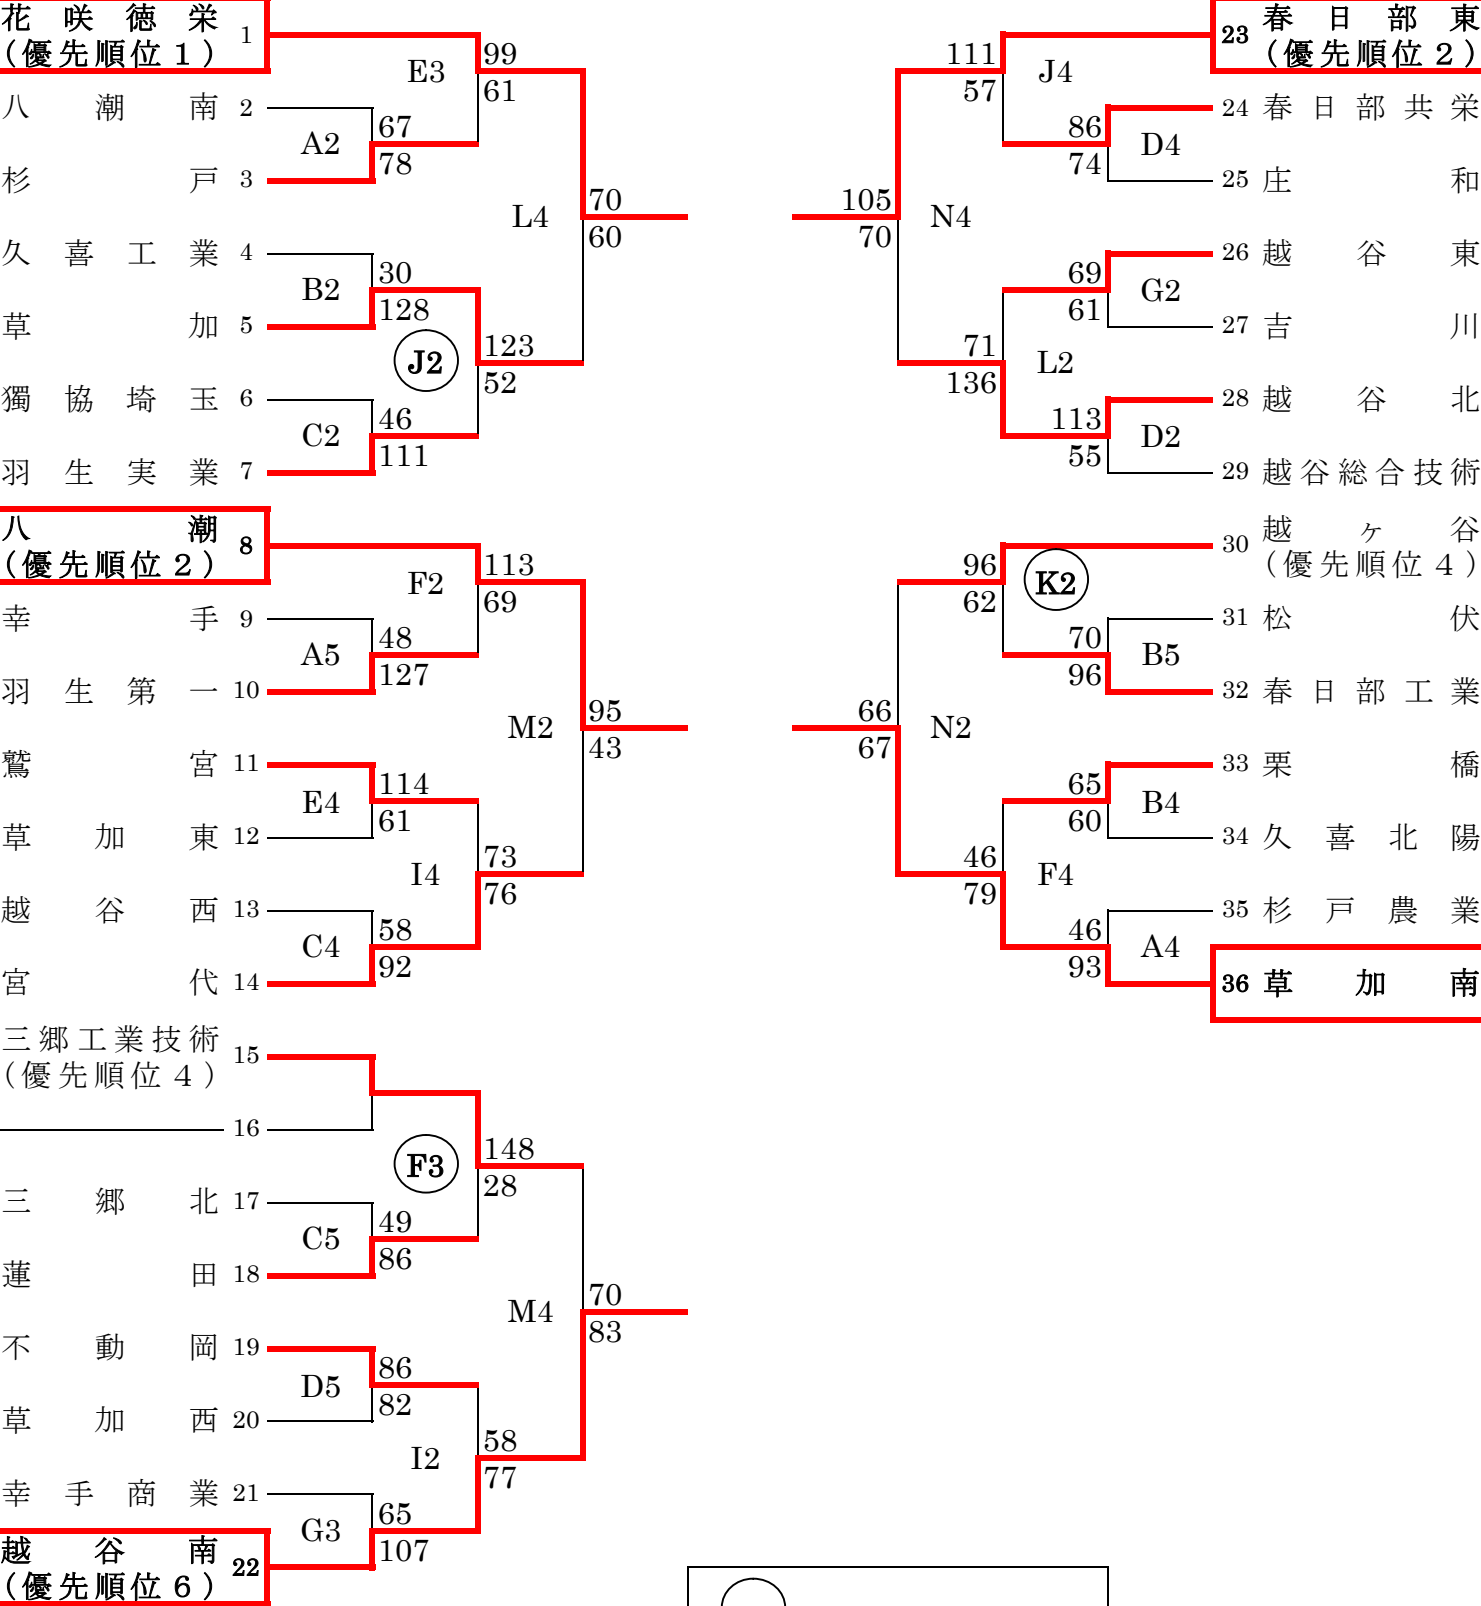 花咲徳栄 1
(優先順位1)
E3
99
61
八潮南 2
A2
67
78
杉戸 3
L4
70
60
久喜工業 4
B2
30
128
草加 5
J2
123
52
獨協埼玉 6
C2
46
111
羽生実業 7
八潮 8
(優先順位2)
F2
113
69
幸手 9
A5
48
127
羽生第一 10
M2
95
43
鷲宮 11
E4
114
61
草加東 12
I4
73
76
越谷西 13
C4
58
92
宮代 14
三郷工業技術 15
(優先順位4)
16
F3
148
28
三郷北 17
C5
49
86
蓮田 18
M4
70
83
不動岡 19
D5
86
82
草加西 20
I2
58
77
幸手商業 21
G3
65
107
越谷南 22
(優先順位6)
23 春日部東
(優先順位2)
111
57
J4
24 春日部共栄
86
74
D4
25 庄和
105
70
N4
26 越谷東
69
61
G2
27 吉川
71
136
L2
28 越谷北
113
55
D2
29 越谷総合技術
30 越ヶ谷
(優先順位4)
96
62
K2
31 松伏
70
96
B5
32 春日部工業
66
67
N2
33 栗橋
65
60
B4
34 久喜北陽
46
79
F4
35 杉戸農業
46
93
A4
36 草加南